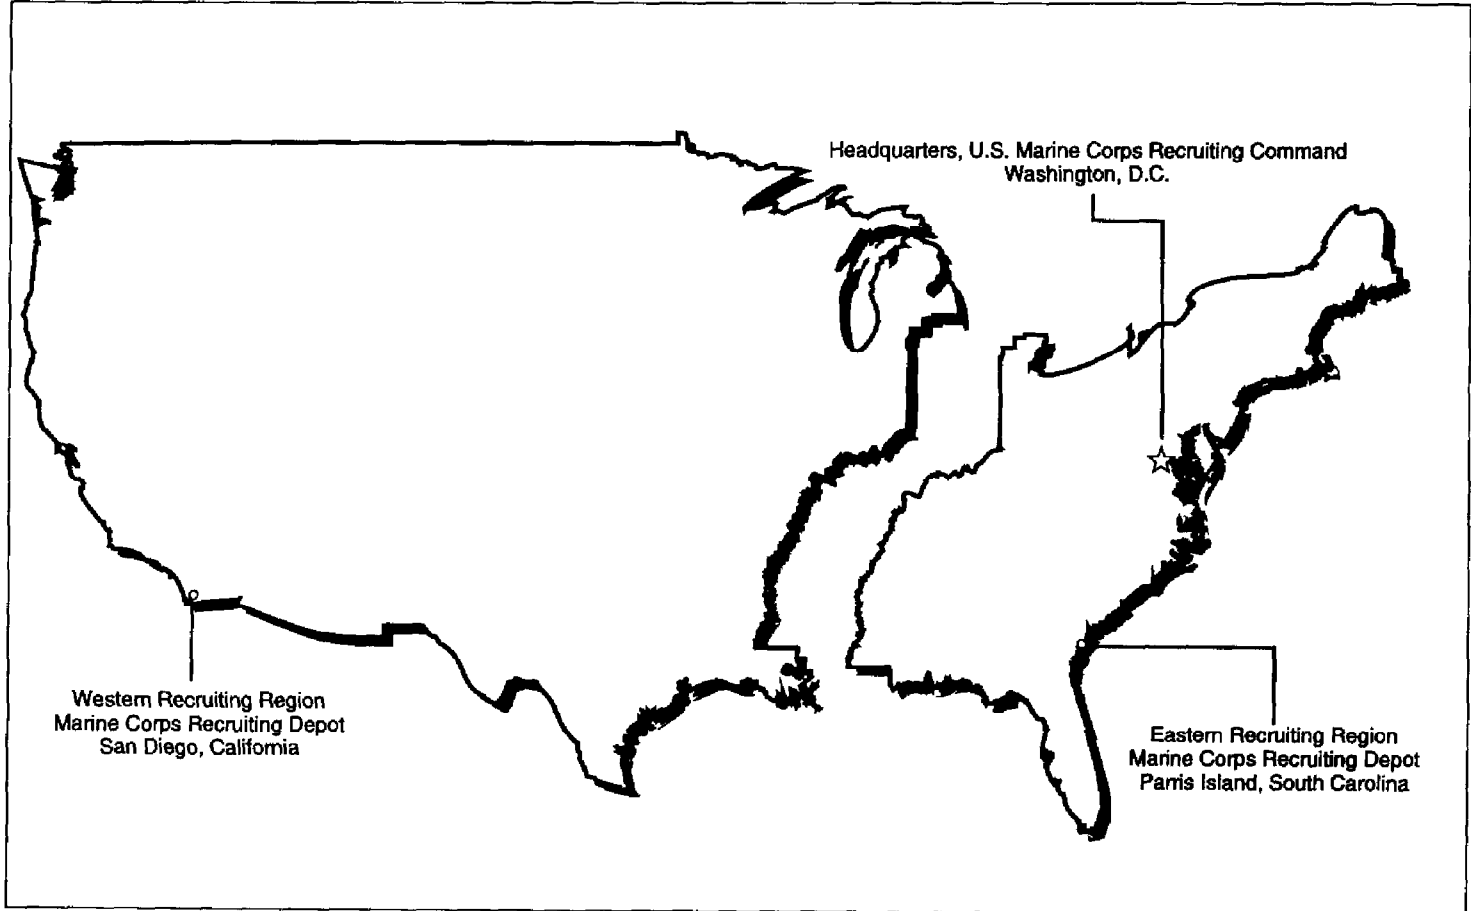 Headquarters, U.S. Marine Corps Recruiting Command
Washington, D.C.
Western Recruiting Region
Marine Corps Recruiting Depot
San Diego, California
Eastern Recruiting Region
Marine Corps Recruiting Depot
Parris Island, South Carolina